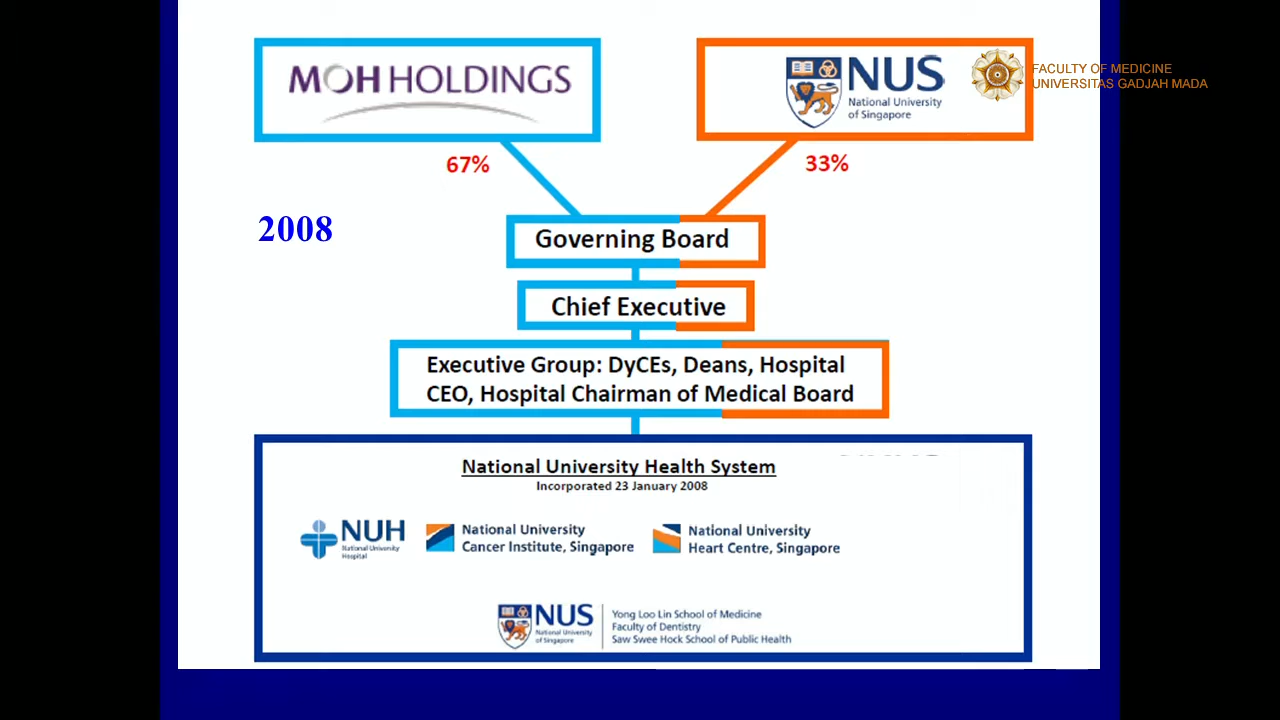 MOH HOLDINGS
NUS
National University
of Singapore
FACULTY OF MEDICINE
UNIVERSITAS GADJAH MADA
67%
33%
2008
Governing Board
Chief Executive
Executive Group: DyCEs, Deans, Hospital
CEO, Hospital Chairman of Medical Board
National University Health System
Incorporated 23 January 2008
NUH
National University
Hospital
National University
Cancer Institute, Singapore
National University
Heart Centre, Singapore
NUS
National University
of Singapore
Yong Loo Lin School of Medicine
Faculty of Dentistry
Saw Swee Hock School of Public Health